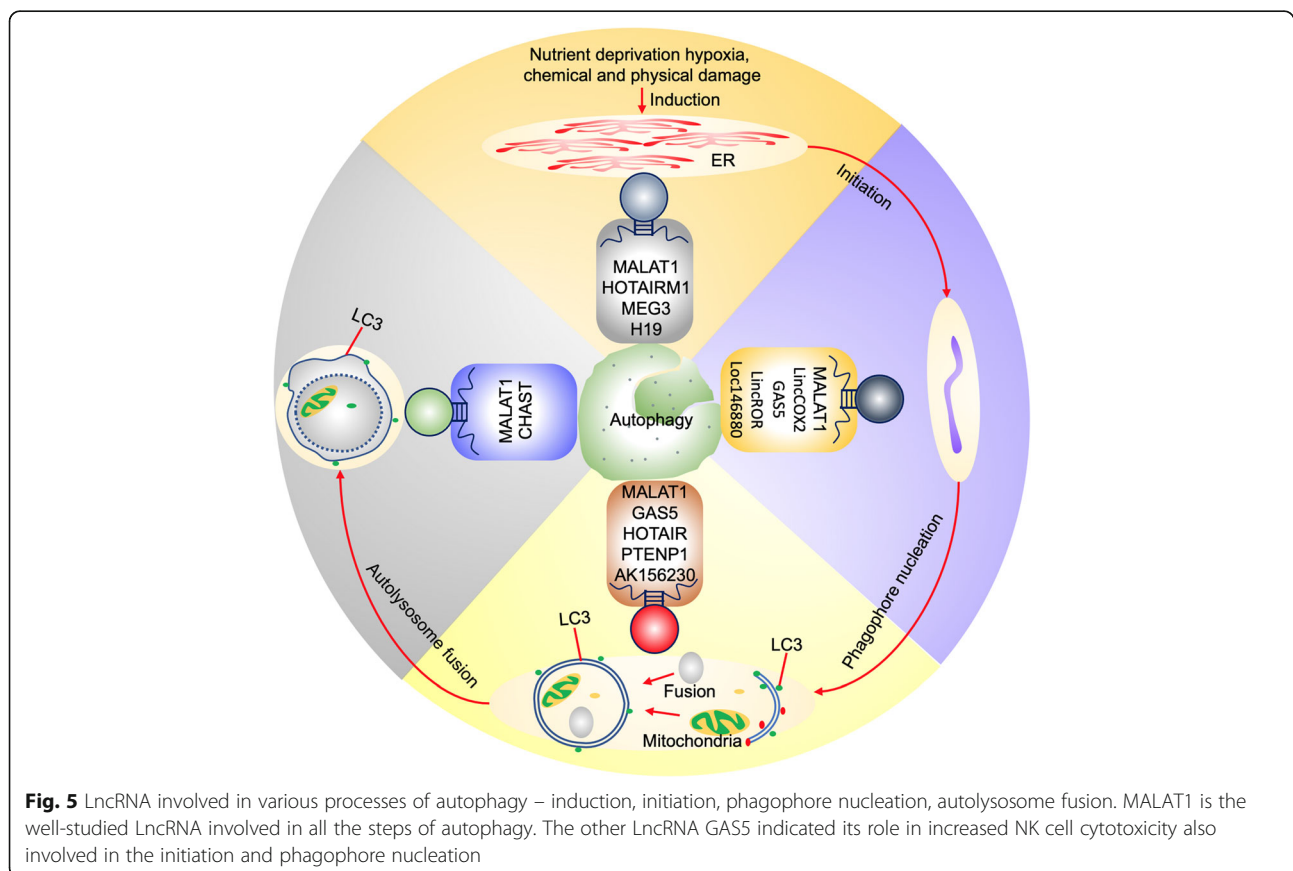 Nutrient deprivation hypoxia,
chemical and physical damage
Induction
ER
Initiation
MALAT1
HOTAIRM1
MEG3
H19
LC3
MALAT1
CHAST
Autophagy
MALAT1
LincCOX2
GAS5
LincROR
Loc146880
MALAT1
GAS5
HOTAIR
PTENP1
AK156230
Phagophore nucleation
Autolysosome fusion
LC3
LC3
Fusion
Mitochondria
Fig. 5 LncRNA involved in various processes of autophagy – induction, initiation, phagophore nucleation, autolysosome fusion. MALAT1 is the
well-studied LncRNA involved in all the steps of autophagy. The other LncRNA GAS5 indicated its role in increased NK cell cytotoxicity also
involved in the initiation and phagophore nucleation